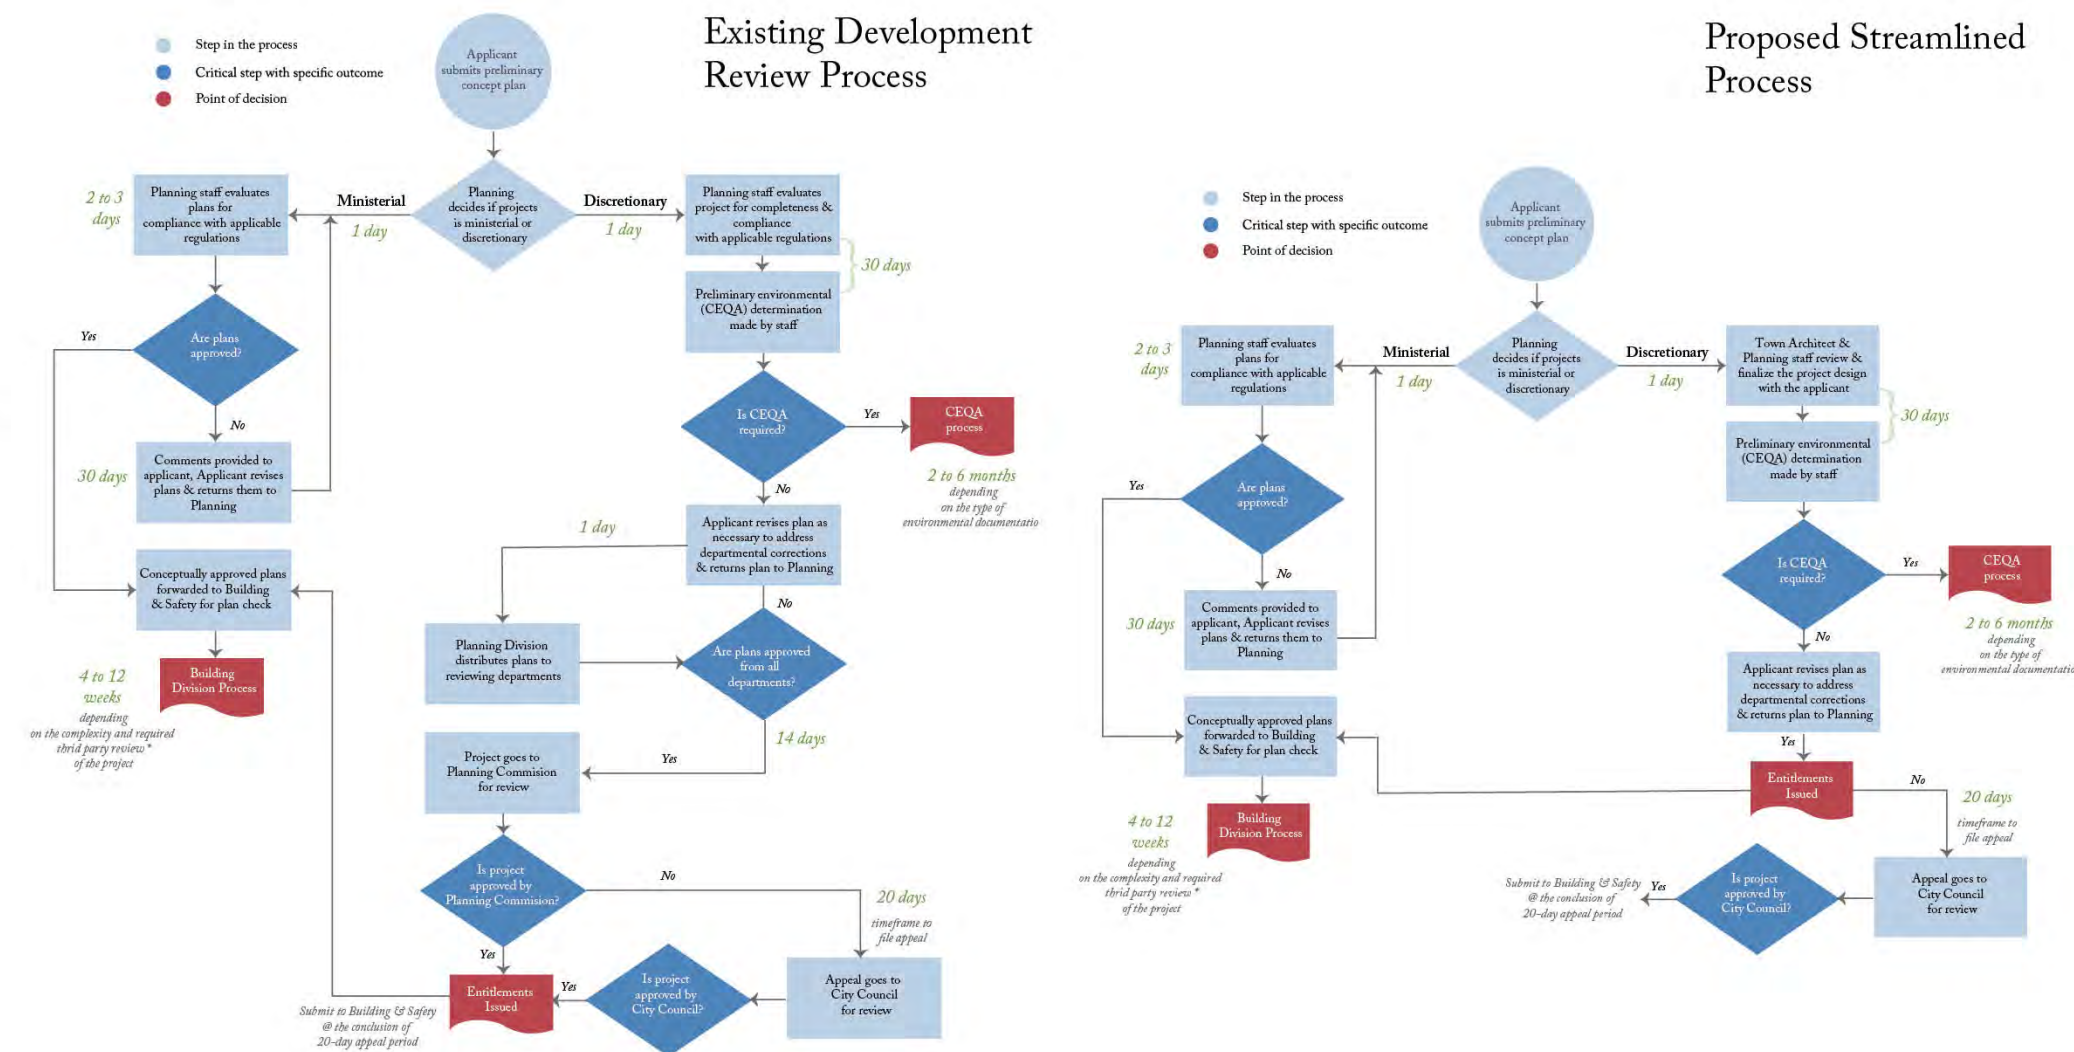 Existing Development
Review Process
Step in the process
Critical step with specific outcome
Point of decision
Applicant
submits preliminary
concept plan
Planning
decides if projects
is ministerial or
discretionary
Ministerial
1 day
Discretionary
1 day
2 to 3
days
Planning staff evaluates
plans for
compliance with applicable
regulations
Are plans
approved?
Yes
No
30 days
Comments provided to
applicant, Applicant revises
plans & returns them to
Planning
Conceptually approved plans
forwarded to Building
& Safety for plan check
Building
Division Process
4 to 12
weeks
depending
on the complexity and required
thrid party review *
of the project
Planning staff evaluates
project for completeness &
compliance
with applicable regulations
30 days
Preliminary environmental
(CEQA) determination
made by staff
Is CEQA
required?
Yes
CEQA
process
2 to 6 months
depending
on the type of
environmental documentatio
No
Applicant revises plan as
necessary to address
departmental corrections
& returns plan to Planning
1 day
No
Planning Division
distributes plans to
reviewing departments
Are plans approved
from all
departments?
14 days
Yes
Project goes to
Planning Commision
for review
Is project
approved by
Planning Commision?
No
20 days
timeframe to
file appeal
Yes
Appeal goes to
City Council
for review
Is project
approved by
City Council?
Yes
Entitlements
Issued
Submit to Building & Safety
@ the conclusion of
20-day appeal period
Proposed Streamlined
Process
Step in the process
Critical step with specific outcome
Point of decision
Applicant
submits preliminary
concept plan
Planning
decides if projects
is ministerial or
discretionary
Ministerial
1 day
Discretionary
1 day
2 to 3
days
Planning staff evaluates
plans for
compliance with applicable
regulations
Are plans
approved?
Yes
No
30 days
Comments provided to
applicant, Applicant revises
plans & returns them to
Planning
Conceptually approved plans
forwarded to Building
& Safety for plan check
Building
Division Process
4 to 12
weeks
depending
on the complexity and required
thrid party review *
of the project
Town Architect &
Planning staff review &
finalize the project design
with the applicant
30 days
Preliminary environmental
(CEQA) determination
made by staff
Is CEQA
required?
Yes
CEQA
process
2 to 6 months
depending
on the type of
environmental documentatio
No
Applicant revises plan as
necessary to address
departmental corrections
& returns plan to Planning
Yes
Entitlements
Issued
No
20 days
timeframe to
file appeal
Appeal goes to
City Council
for review
Is project
approved by
City Council?
Yes
Submit to Building & Safety
@ the conclusion of
20-day appeal period